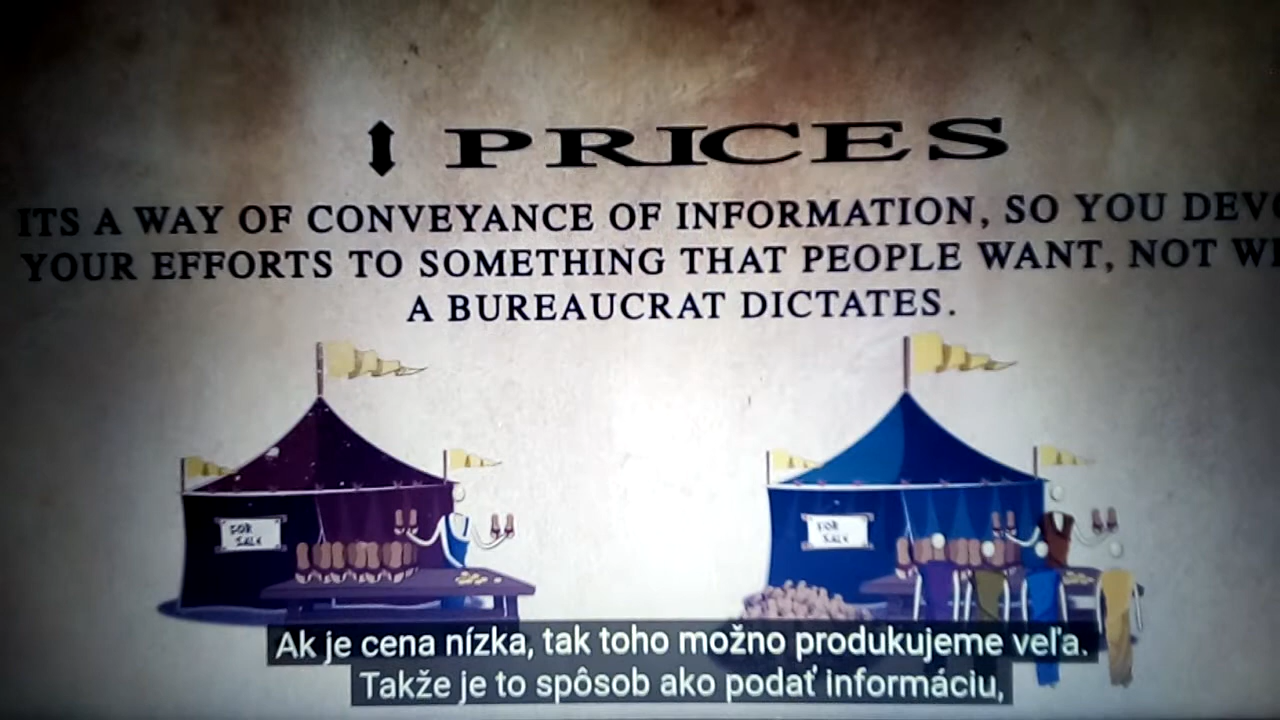 PRICES
ITS A WAY OF CONVEYANCE OF INFORMATION, SO YOU
YOUR EFFORTS TO SOMETHING THAT PEOPLE WANT, NOT
A BUREAUCRAT DICTATES.
FOR
SALE
FOR
SALE
Ak je cena nízka, tak toho možno produkujeme veľa.
Takže je to spôsob ako podať informáciu,